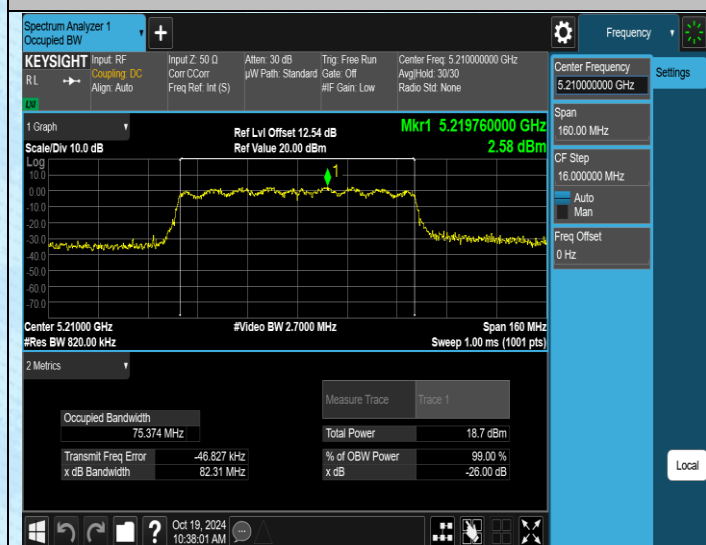 Spectrum Analyzer 1
Occupied BW
Frequency
KEYSIGHT
RL
Input: RF
Coupling: DC
Align: Auto
Input Z: 50 Ω
Corr CCorr
Freq Ref: Int (S)
Atten: 30 dB
µW Path: Standard
Trig: Free Run
Gate: Off
#IF Gain: Low
Center Freq: 5.210000000 GHz
Avg|Hold: 30/30
Radio Std: None
LXI
1 Graph
Scale/Div 10.0 dB
Ref Lvl Offset 12.54 dB
Ref Value 20.00 dBm
Mkr1 5.219760000 GHz
2.58 dBm
Log
10.0
0.00
-10.0
-20.0
-30.0
-40.0
-50.0
-60.0
-70.0
1
Center 5.21000 GHz
#Res BW 820.00 kHz
#Video BW 2.7000 MHz
Span 160 MHz
Sweep 1.00 ms (1001 pts)
2 Metrics
Measure Trace
Trace 1
Occupied Bandwidth
75.374 MHz
Total Power
18.7 dBm
Transmit Freq Error
-46.827 kHz
% of OBW Power
99.00 %
x dB Bandwidth
82.31 MHz
x dB
-26.00 dB
Center Frequency
5.210000000 GHz
Settings
Span
160.00 MHz
CF Step
16.000000 MHz
Auto
Man
Freq Offset
0 Hz
Local
?
Oct 19, 2024
10:38:01 AM